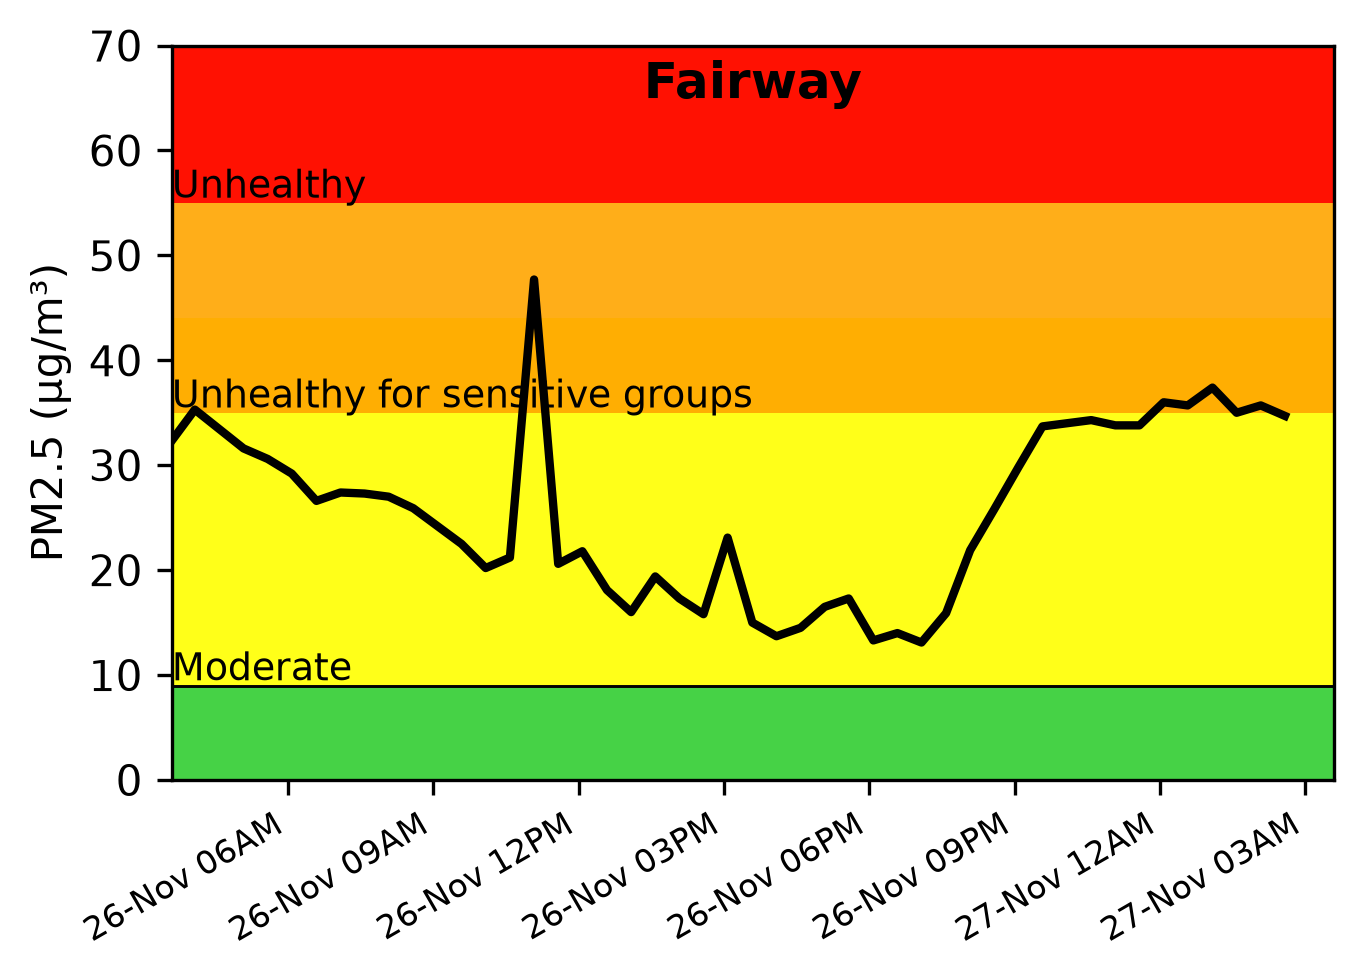 Fairway
PM2.5 (µg/m³)
70
60
50
40
30
20
10
0
Unhealthy
Unhealthy for sensitive groups
Moderate
26-Nov 06AM
26-Nov 09AM
26-Nov 12PM
26-Nov 03PM
26-Nov 06PM
26-Nov 09PM
27-Nov 12AM
27-Nov 03AM